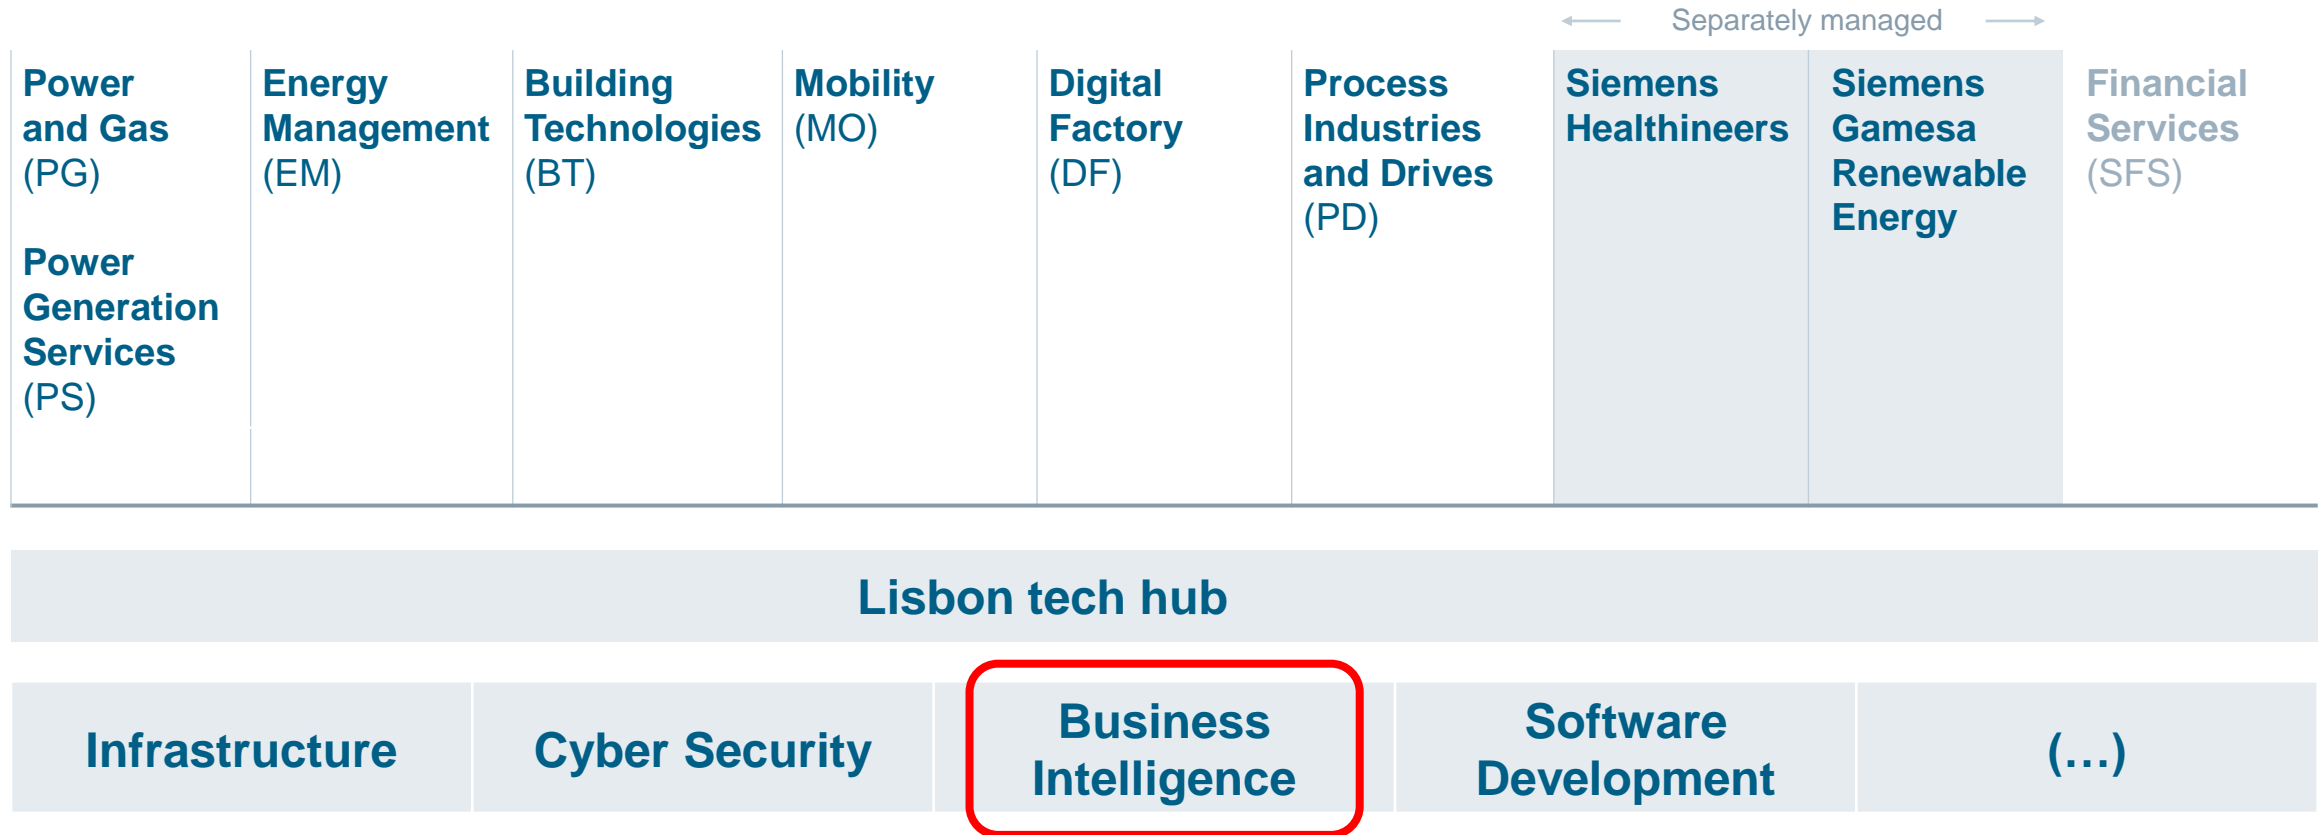 Separately managed
Power
and Gas
(PG)
Power
Generation
Services
(PS)
Energy
Management
(EM)
Building
Technologies
(BT)
Mobility
(MO)
Digital
Factory
(DF)
Process
Industries
and Drives
(PD)
Siemens
Healthineers
Siemens
Gamesa
Renewable
Energy
Financial
Services
(SFS)
Lisbon tech hub
Infrastructure
Cyber Security
Business
Intelligence
Software
Development
(...)